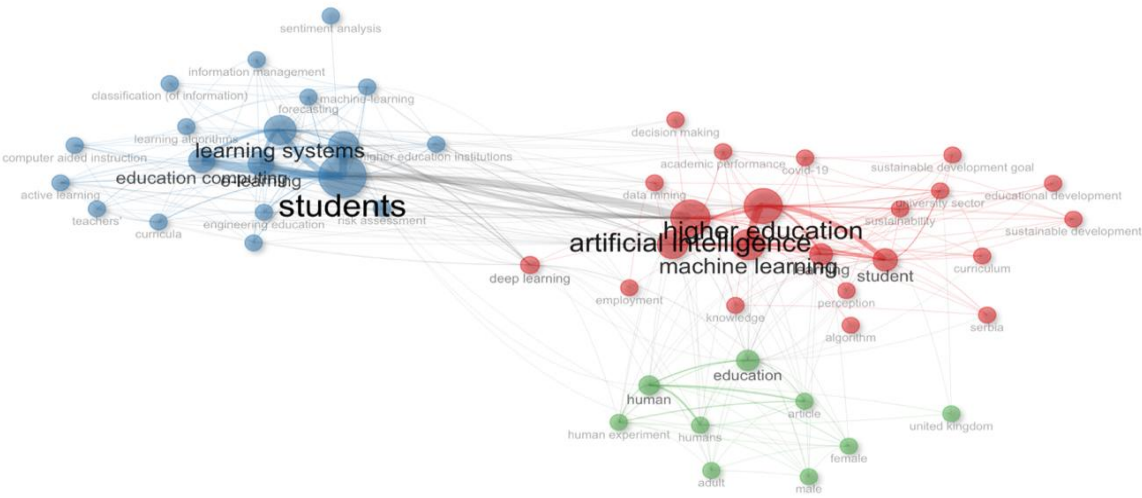 sentiment analysis
information management
classification (of information)
machine-learning
forecasting
learning algorithms
learning systems
higher education institutions
computer aided instruction
education computing
e-learning
active learning
students
teachers'
risk assessment
engineering education
curricula
decision making
academic performance
covid-19
sustainable development goal
data mining
university sector
educational development
sustainability
higher education
sustainable development
artificial intelligence
machine learning
learning
student
curriculum
deep learning
employment
perception
knowledge
serbia
algorithm
education
human
article
united kingdom
human experiment
humans
female
adult
male